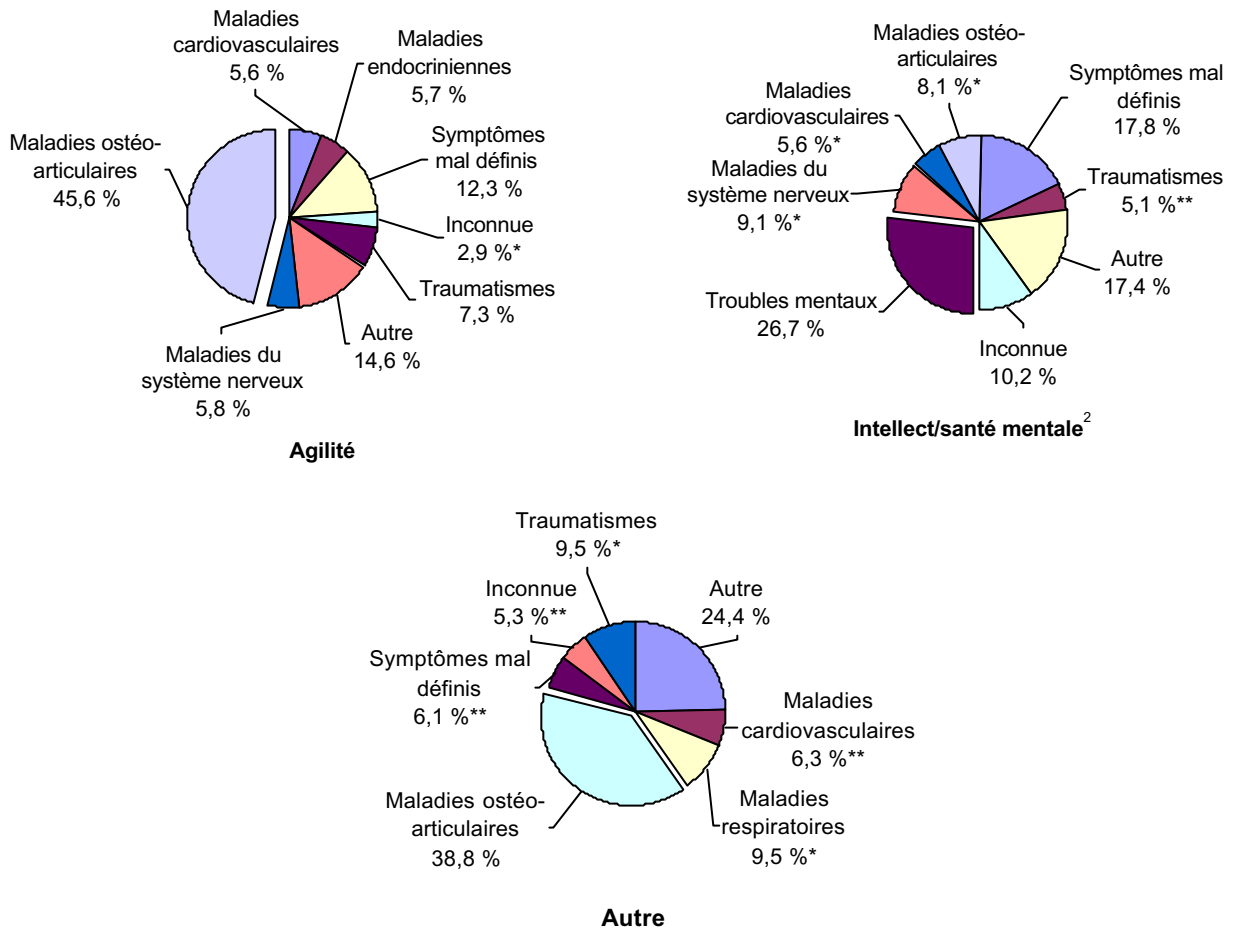 Maladies
cardiovasculaires
5,6 %
Maladies
endocriniennes
5,7 %
Symptômes
mal définis
12,3 %
Inconnue
2,9 %*
Traumatismes
7,3 %
Autre
14,6 %
Maladies du
système nerveux
5,8 %
Maladies ostéo-
articulaires
45,6 %
Agilité
Maladies ostéo-
articulaires
8,1 %*
Symptômes mal
définis
17,8 %
Traumatismes
5,1 %**
Autre
17,4 %
Inconnue
10,2 %
Troubles mentaux
26,7 %
Maladies du
système nerveux
9,1 %*
Maladies
cardiovasculaires
5,6 %*
Intellect/santé mentale2
Traumatismes
9,5 %*
Autre
24,4 %
Maladies
cardiovasculaires
6,3 %**
Maladies
respiratoires
9,5 %*
Maladies ostéo-
articulaires
38,8 %
Symptômes mal
définis
6,1 %**
Inconnue
5,3 %**
Autre